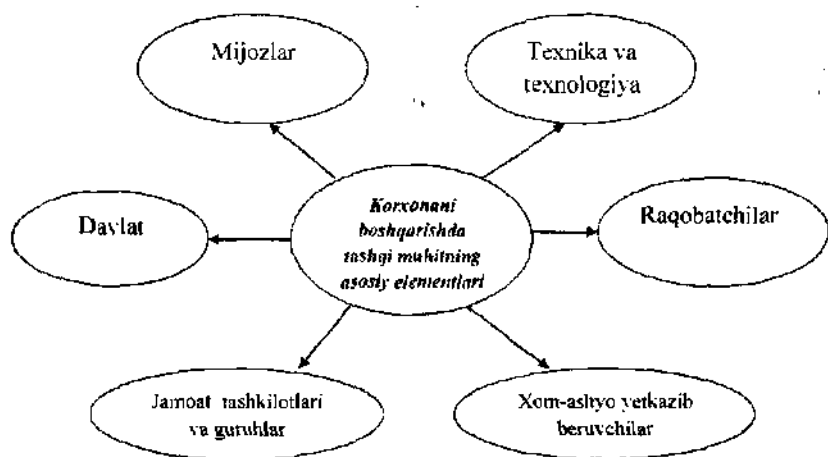 Mijozlar
Texnika va
texnologiya
Davlat
Korxonani
boshqarishda
tashqi muhitning
asosiy elementlari
Raqobatchilar
Jamoat tashkilotlari
va guruhlar
Xom-ashyo yetkazib
beruvchilar